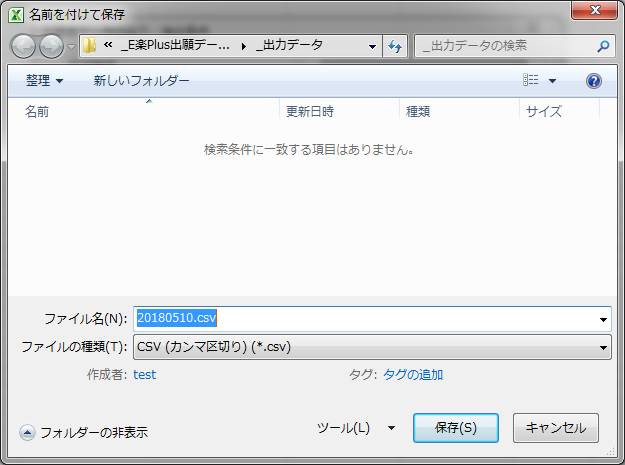 名前を付けて保存
« _E楽Plus出願デー... _出力データ _出力データの検索
整理 新しいフォルダー
名前 更新日時 種類 サイズ
検索条件に一致する項目はありません。
ファイル名(N): 20180510.csv
ファイルの種類(T): CSV (カンマ区切り) (*.csv)
作成者: test タグ: タグの追加
フォルダーの非表示 ツール(L) 保存(S) キャンセル